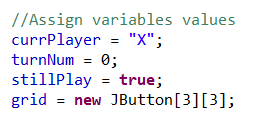 //Assign variables values
currPlayer = "X";
turnNum = 0;
stillPlay = true;
grid = new JButton[3][3];